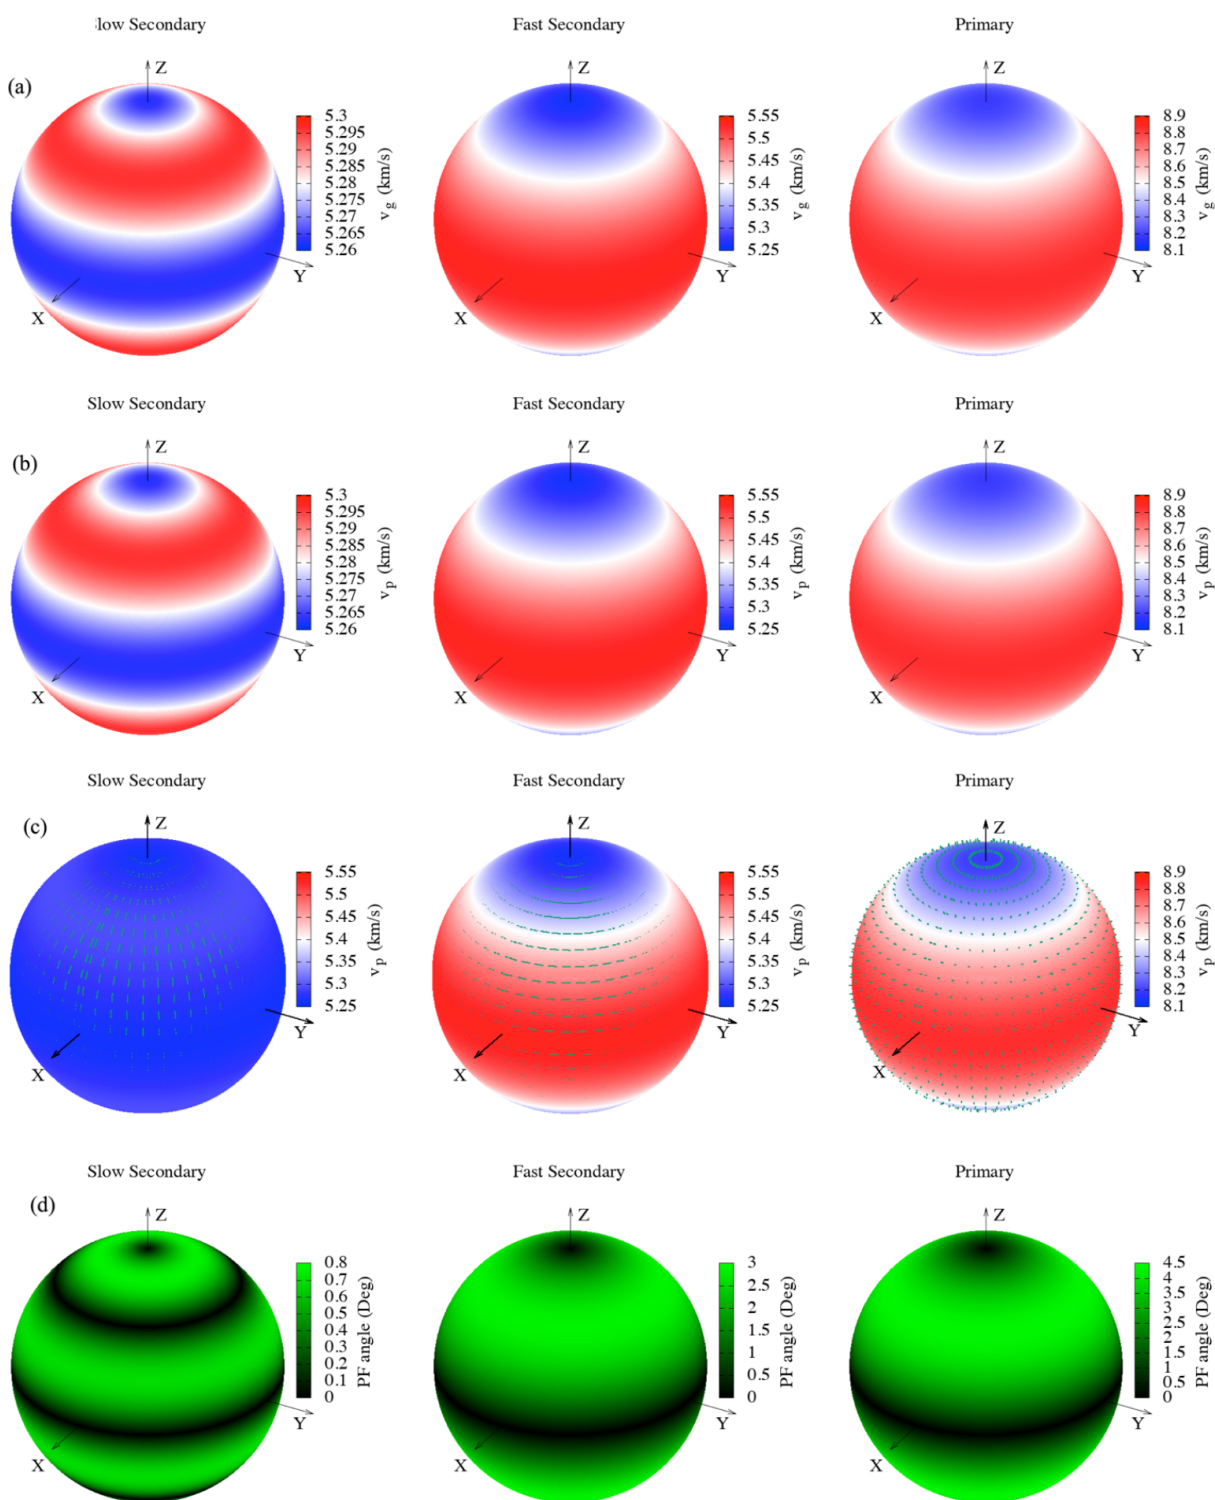 low Secondary Fast Secondary Primary
(a)
Z Z Z
5.3 5.55 8.9
5.295 5.5 8.8
5.29 5.45 8.7
5.285 5.4 8.6
5.28 5.35 8.5
5.275 5.3 8.4
5.27 5.25 8.3
5.265 8.2
5.26 8.1
v_g (km/s) v_g (km/s) v_g (km/s)
X Y X Y X Y
Slow Secondary Fast Secondary Primary
(b)
Z Z Z
5.3 5.55 8.9
5.295 5.5 8.8
5.29 5.45 8.7
5.285 5.4 8.6
5.28 5.35 8.5
5.275 5.3 8.4
5.27 5.25 8.3
5.265 8.2
5.26 8.1
v_p (km/s) v_p (km/s) v_p (km/s)
X Y X Y X Y
Slow Secondary Fast Secondary Primary
(c)
Z Z Z
5.55 5.55 8.9
5.5 5.5 8.8
5.45 5.45 8.7
5.4 5.4 8.6
5.35 5.35 8.5
5.3 5.3 8.4
5.25 5.25 8.3
8.2
8.1
v_p (km/s) v_p (km/s) v_p (km/s)
X Y X Y X Y
Slow Secondary Fast Secondary Primary
(d)
Z Z Z
0.8 3 4.5
0.7 2.5 4
0.6 2 3.5
0.5 1.5 3
0.4 1 2.5
0.3 0.5 2
0.2 0 1.5
0.1 1
0 0.5
0
PF angle (Deg) PF angle (Deg) PF angle (Deg)
X Y X Y X Y